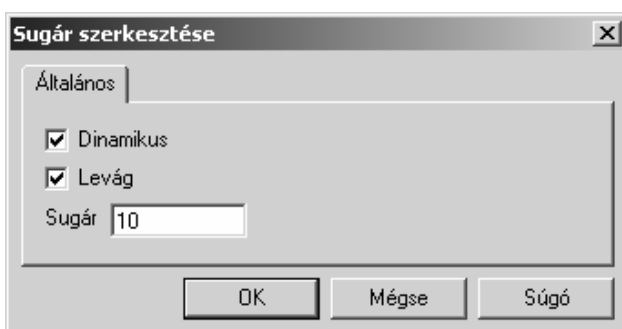 Sugár szerkesztése
Általános
Dinamikus
Levág
Sugár 10
OK Mégse Súgó